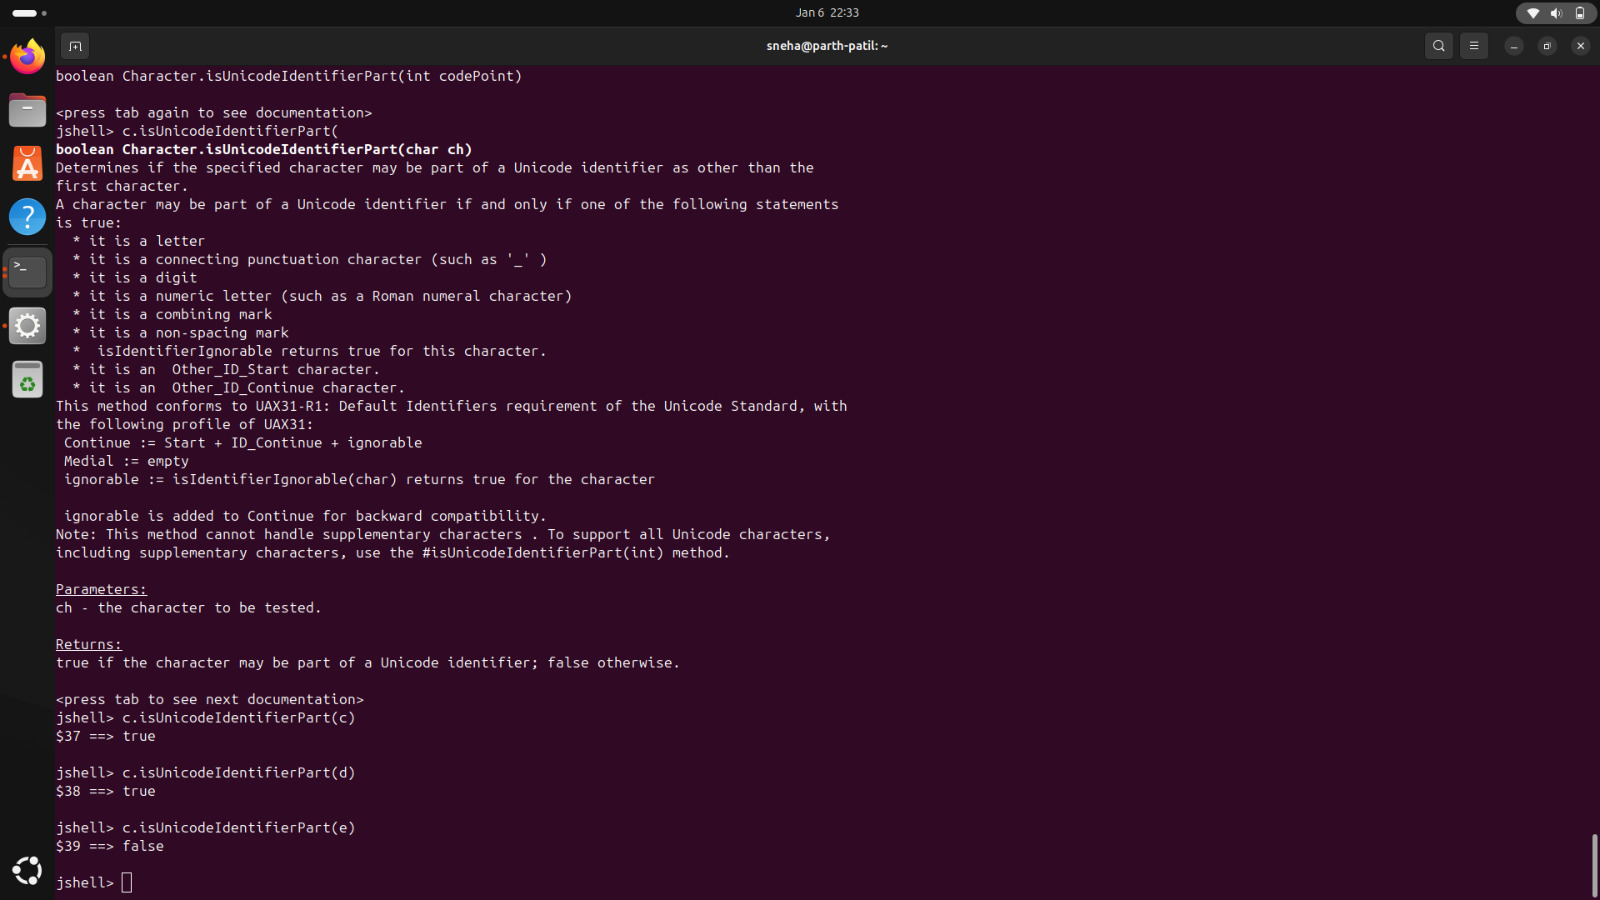 Jan 6 22:33
sneha@parth-patil: ~
boolean Character.isUnicodeIdentifierPart(int codePoint)
<press tab again to see documentation>
jshell> c.isUnicodeIdentifierPart(
boolean Character.isUnicodeIdentifierPart(char ch)
Determines if the specified character may be part of a Unicode identifier as other than the
first character.
A character may be part of a Unicode identifier if and only if one of the following statements
is true:
* it is a letter
* it is a connecting punctuation character (such as '_' )
* it is a digit
* it is a numeric letter (such as a Roman numeral character)
* it is a combining mark
* it is a non-spacing mark
*  isIdentifierIgnorable returns true for this character.
* it is an  Other_ID_Start character.
* it is an  Other_ID_Continue character.
This method conforms to UAX31-R1: Default Identifiers requirement of the Unicode Standard, with
the following profile of UAX31:
Continue := Start + ID_Continue + ignorable
Medial := empty
ignorable := isIdentifierIgnorable(char) returns true for the character
ignorable is added to Continue for backward compatibility.
Note: This method cannot handle supplementary characters . To support all Unicode characters,
including supplementary characters, use the #isUnicodeIdentifierPart(int) method.
Parameters:
ch - the character to be tested.
Returns:
true if the character may be part of a Unicode identifier; false otherwise.
<press tab to see next documentation>
jshell> c.isUnicodeIdentifierPart(c)
$37 ==> true
jshell> c.isUnicodeIdentifierPart(d)
$38 ==> true
jshell> c.isUnicodeIdentifierPart(e)
$39 ==> false
jshell>